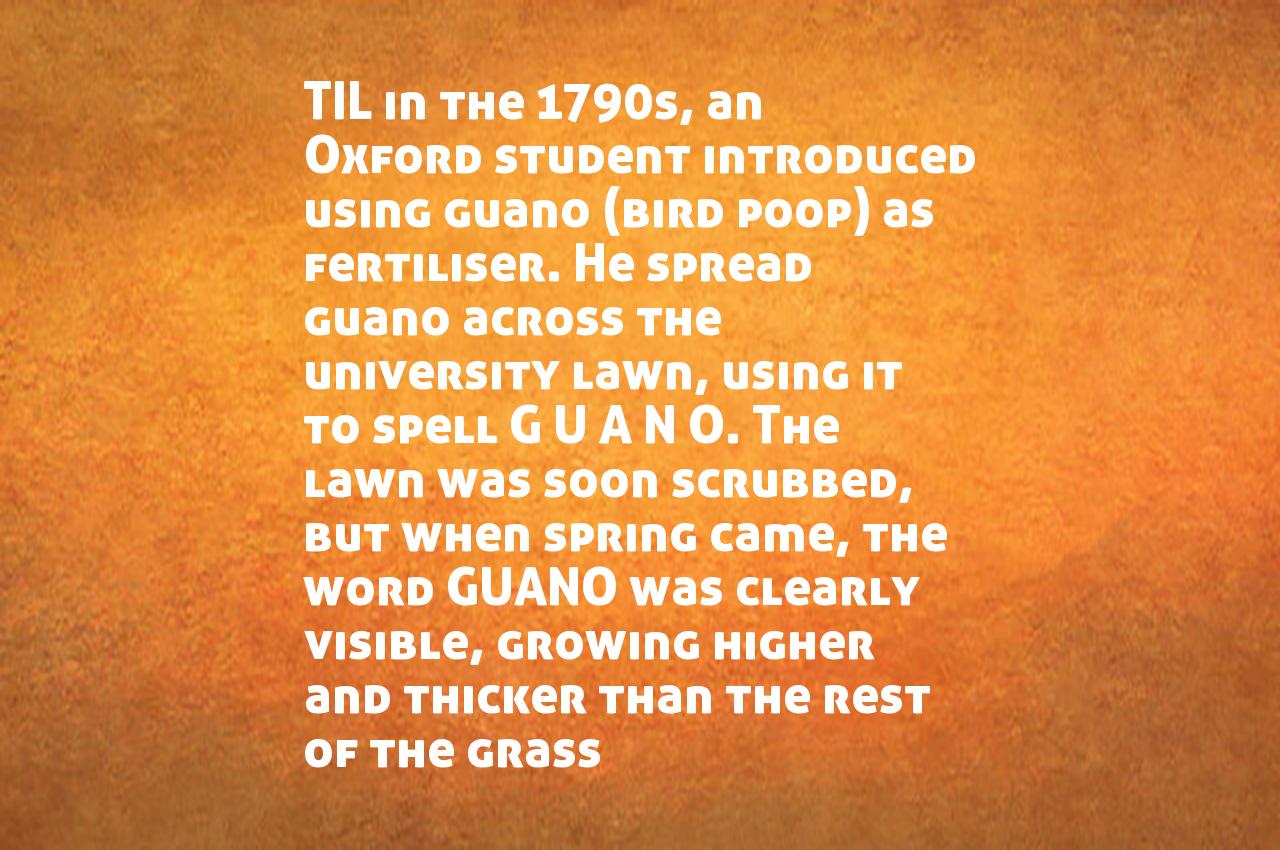 TIL in the 1790s, an
Oxford student introduced
using guano (bird poop) as
fertiliser. He spread
guano across the
university lawn, using it
to spell G U A N O. The
lawn was soon scrubbed,
but when spring came, the
word GUANO was clearly
visible, growing higher
and thicker than the rest
of the grass